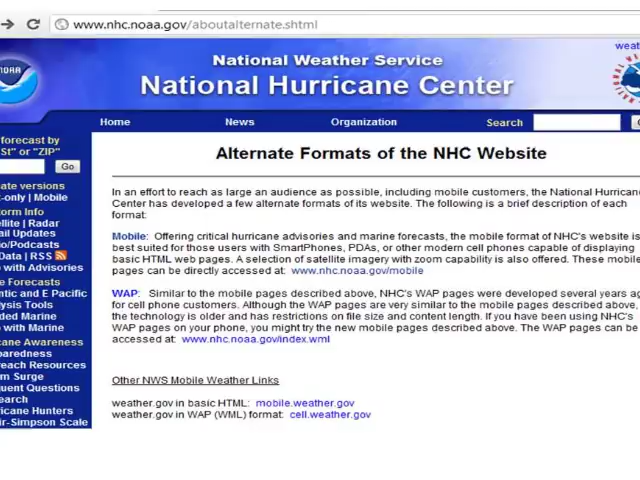 www.nhc.noaa.gov/aboutalternate.shtml
weat
NOAA
National Weather Service
National Hurricane Center
Home News Organization Search
Alternate Formats of the NHC Website
forecast by
St" or "ZIP"
Go
ate versions
-only | Mobile
orm Info
ellite | Radar
ail Updates
io/Podcasts
Data | RSS
with Advisories
e Forecasts
ntic and E Pacific
ysis Tools
ded Marine
with Marine
cane Awareness
paredness
reach Resources
m Surge
quent Questions
earch
icane Hunters
ir-Simpson Scale
In an effort to reach as large an audience as possible, including mobile customers, the National Hurricane
Center has developed a few alternate formats of its website. The following is a brief description of each
format:
Mobile: Offering critical hurricane advisories and marine forecasts, the mobile format of NHC's website is
best suited for those users with SmartPhones, PDAs, or other modern cell phones capable of displaying
basic HTML web pages. A selection of satellite imagery with zoom capability is also offered. These mobile
pages can be directly accessed at: www.nhc.noaa.gov/mobile
WAP: Similar to the mobile pages described above, NHC's WAP pages were developed several years ag
for cell phone customers. Although the WAP pages are very similar to the mobile pages described above,
the technology is older and has restrictions on file size and content length. If you have been using NHC's
WAP pages on your phone, you might try the new mobile pages described above. The WAP pages can be
accessed at: www.nhc.noaa.gov/index.wml
Other NWS Mobile Weather Links
weather.gov in basic HTML: mobile.weather.gov
weather.gov in WAP (WML) format: cell.weather.gov